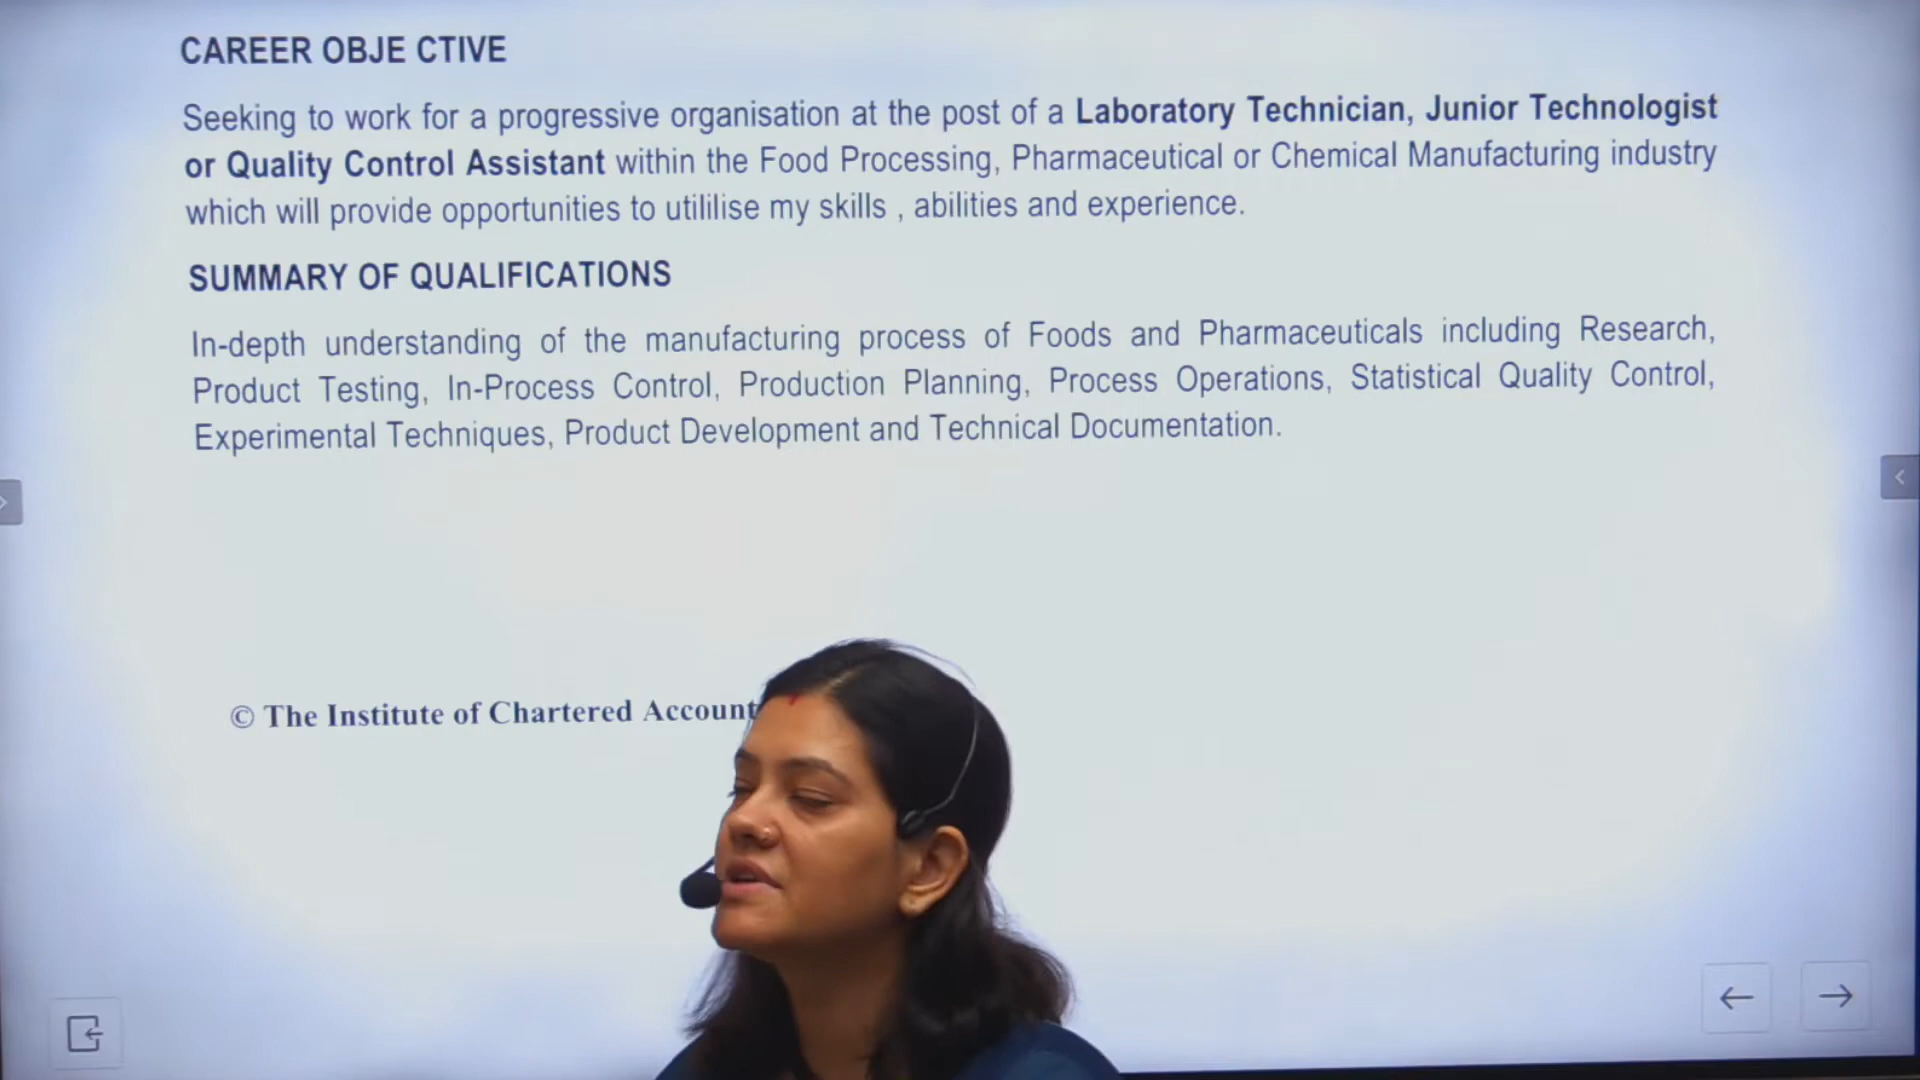 CAREER OBJE CTIVE
Seeking to work for a progressive organisation at the post of a Laboratory Technician, Junior Technologist
or Quality Control Assistant within the Food Processing, Pharmaceutical or Chemical Manufacturing industry
which will provide opportunities to utililise my skills , abilities and experience.
SUMMARY OF QUALIFICATIONS
In-depth understanding of the manufacturing process of Foods and Pharmaceuticals including Research,
Product Testing, In-Process Control, Production Planning, Process Operations, Statistical Quality Control,
Experimental Techniques, Product Development and Technical Documentation.
© The Institute of Chartered Account